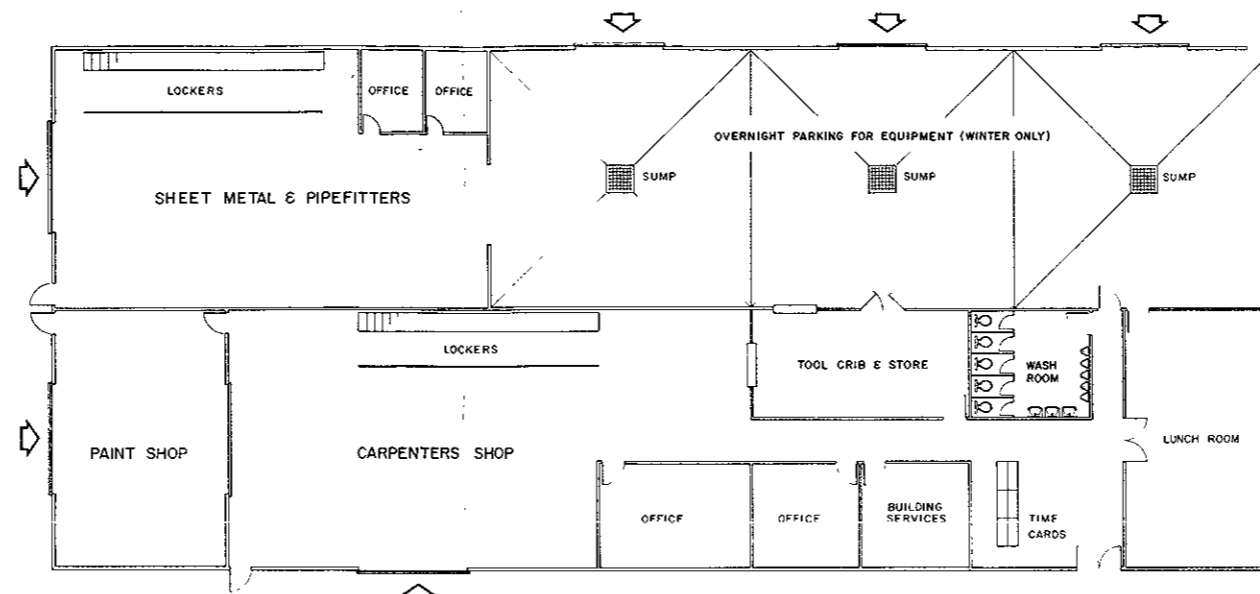 LOCKERS
OFFICE
OFFICE
OVERNIGHT PARKING FOR EQUIPMENT (WINTER ONLY)
SUMP
SUMP
SUMP
SHEET METAL & PIPEFITTERS
LOCKERS
TOOL CRIB & STORE
WASH
ROOM
PAINT SHOP
CARPENTERS SHOP
LUNCH ROOM
OFFICE
OFFICE
BUILDING
SERVICES
TIME
CARDS